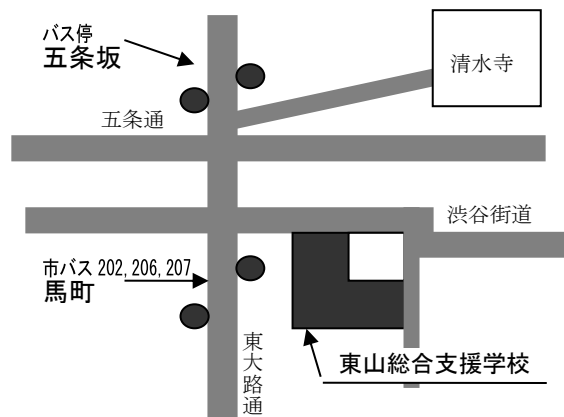 バス停
五条坂
清水寺
五条通
渋谷街道
市バス 202, 206, 207
馬町
東大路通
東山総合支援学校